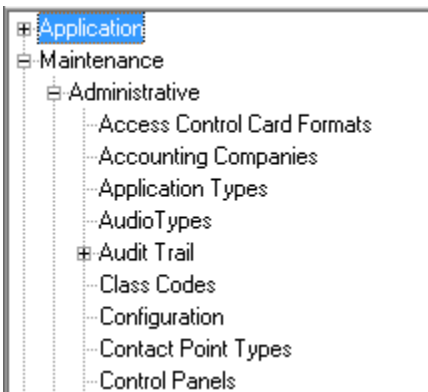 Application
Maintenance
Administrative
Access Control Card Formats
Accounting Companies
Application Types
AudioTypes
Audit Trail
Class Codes
Configuration
Contact Point Types
Control Panels